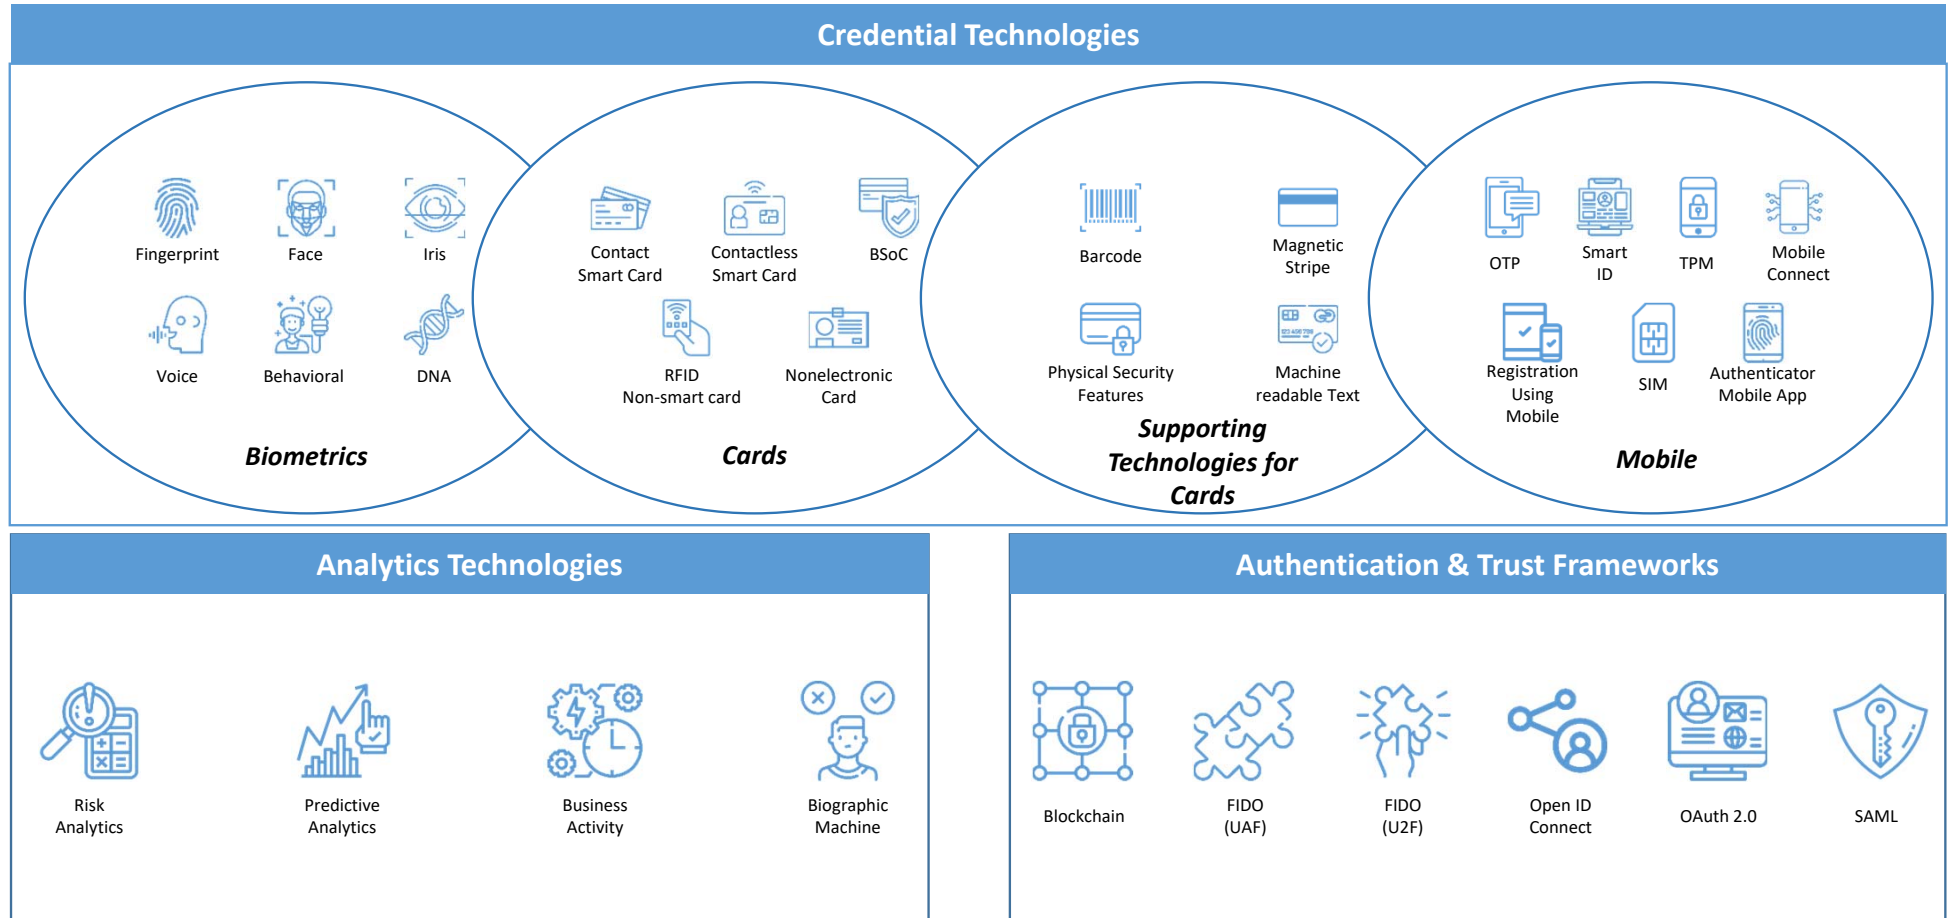 Credential Technologies
Fingerprint
Face
Iris
Voice
Behavioral
DNA
Biometrics
Contact
Smart Card
Contactless
Smart Card
BSoC
RFID
Non-smart card
Nonelectronic
Card
Cards
Barcode
Magnetic
Stripe
Physical Security
Features
Machine
readable Text
Supporting
Technologies for
Cards
OTP
Smart
ID
TPM
Mobile
Connect
Registration
Using
Mobile
SIM
Authenticator
Mobile App
Mobile
Analytics Technologies
Risk
Analytics
Predictive
Analytics
Business
Activity
Biographic
Machine
Authentication & Trust Frameworks
Blockchain
FIDO
(UAF)
FIDO
(U2F)
Open ID
Connect
OAuth 2.0
SAML